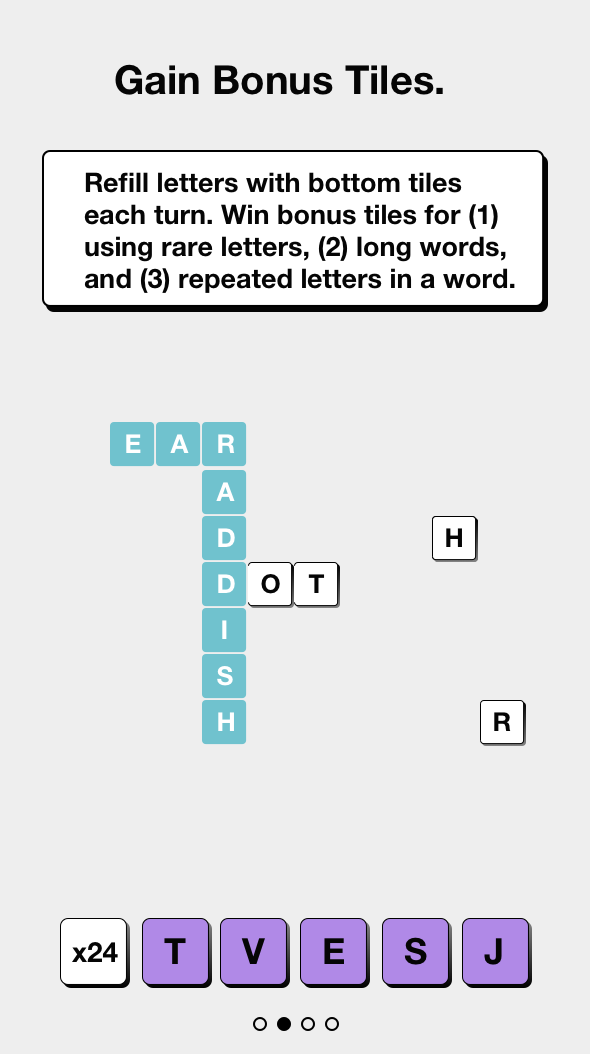 Gain Bonus Tiles.
Refill letters with bottom tiles
each turn. Win bonus tiles for (1)
using rare letters, (2) long words,
and (3) repeated letters in a word.
E A R
A
D H
D O T
I
S
H R
x24 T V E S J